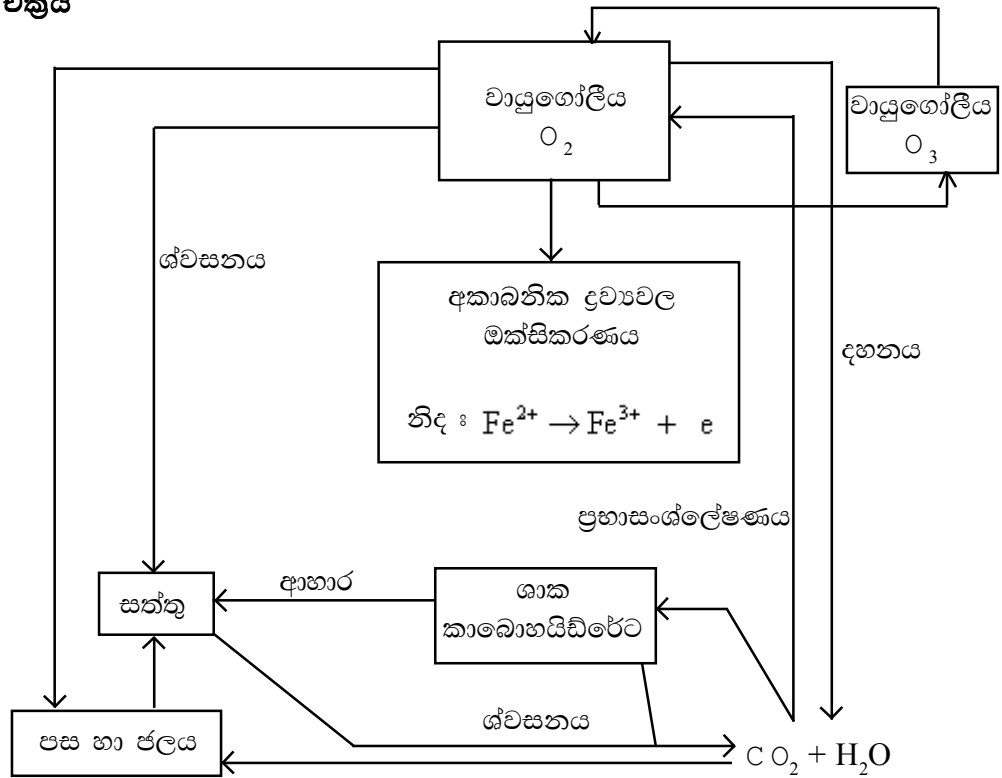 චක්‍රය
වායුගෝලීය
O₂
වායුගෝලීය
O₃
ශ්වසනය
අකාබනික ද්‍රව්‍යවල
ඔක්සිකරණය
නිද : Fe²⁺ → Fe³⁺ + e
දහනය
ප්‍රභාසංශ්ලේෂණය
ආහාර
ශාක
කාබොහයිඩ්රේට
සත්තු
ශ්වසනය
පස හා ජලය
CO₂ + H₂O